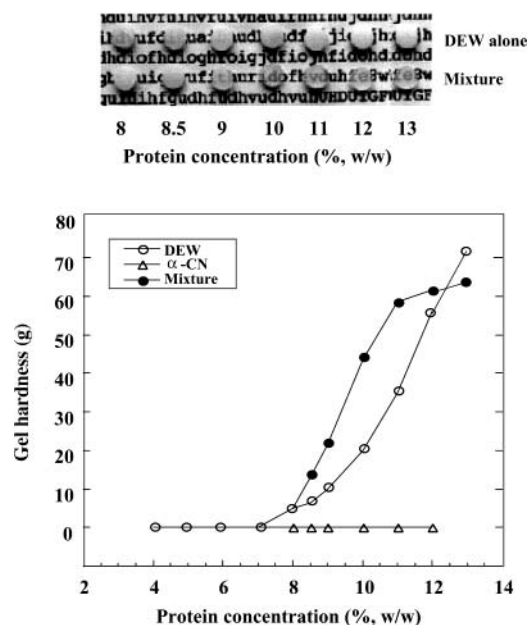 DEW alone
Mixture
8 8.5 9 10 11 12 13
Protein concentration (%, w/w)
80
70
60
50
40
30
20
10
0
Gel hardness (g)
DEW
α-CN
Mixture
2 4 6 8 10 12 14
Protein concentration (%, w/w)